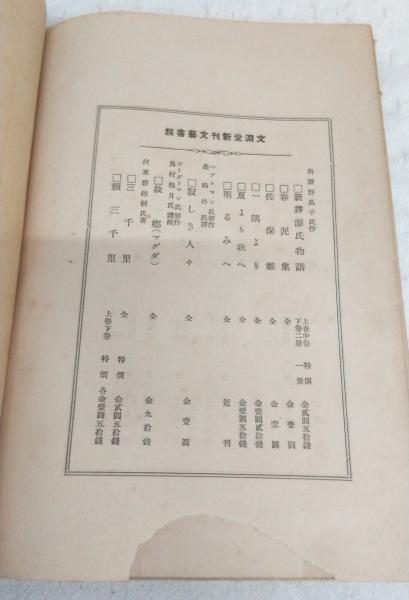 文淵堂新刊文藝書類
與謝野晶子氏作
□新譯源氏物語 上卷中卷 下卷二冊 特價 一冊 金貳圓五拾錢
□春泥集 全 金壹圓
□佐保姫 全 金壹圓
□一隅より 全 金壹圓貳拾錢
□夏より秋へ 全 金壹圓五拾錢
□明るみへ 全 近刊
ハプトマン氏原作 森鷗外氏譯
□寂しき人々 全 金壹圓
ズーダーマン氏原作 島村抱月氏譯補
□故郷(マグダ) 全 金九拾錢
河東碧梧桐氏著
□三千里 全 特價 金貳圓五拾錢
□續三千里 上卷下卷 特價 各金壹圓五拾錢